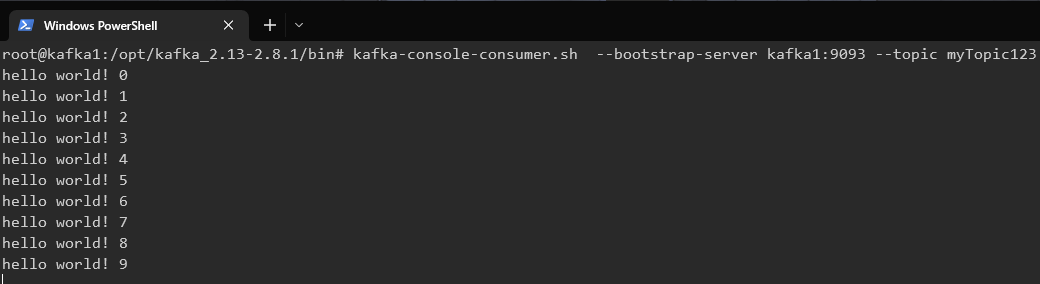 Windows PowerShell
root@kafka1:/opt/kafka_2.13-2.8.1/bin# kafka-console-consumer.sh  --bootstrap-server kafka1:9093 --topic myTopic123
hello world! 0
hello world! 1
hello world! 2
hello world! 3
hello world! 4
hello world! 5
hello world! 6
hello world! 7
hello world! 8
hello world! 9